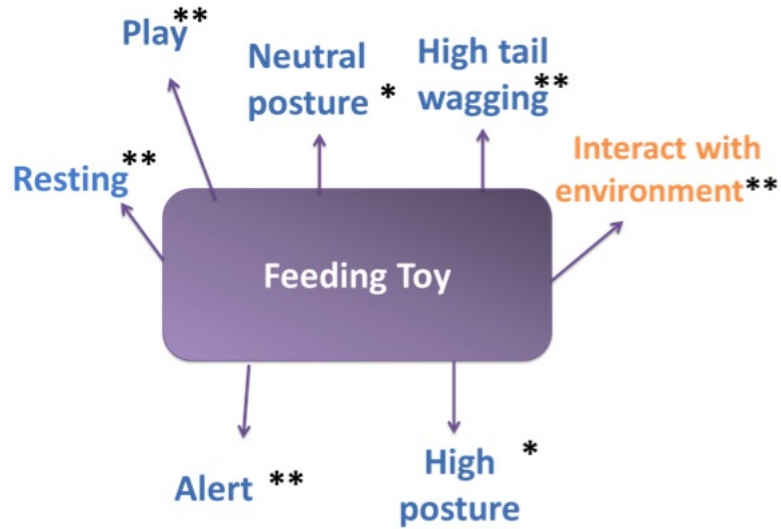 Play**
Neutral
posture *
High tail
wagging**
Resting**
Interact with
environment**
Feeding Toy
Alert **
High *
posture